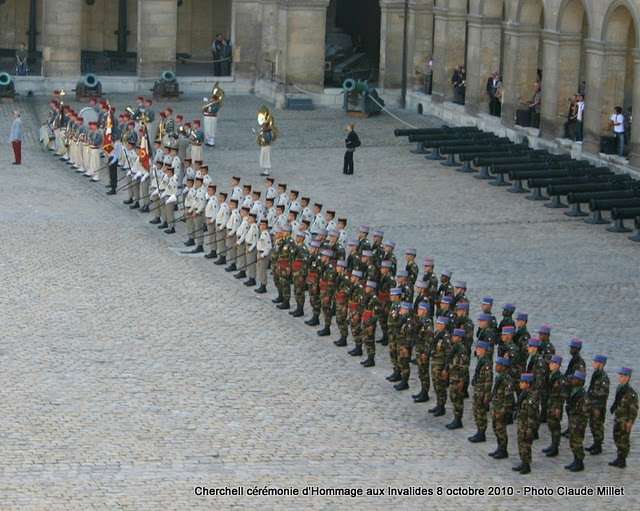 Cherchell cérémonie d'Hommage aux Invalides 8 octobre 2010 - Photo Claude Millet